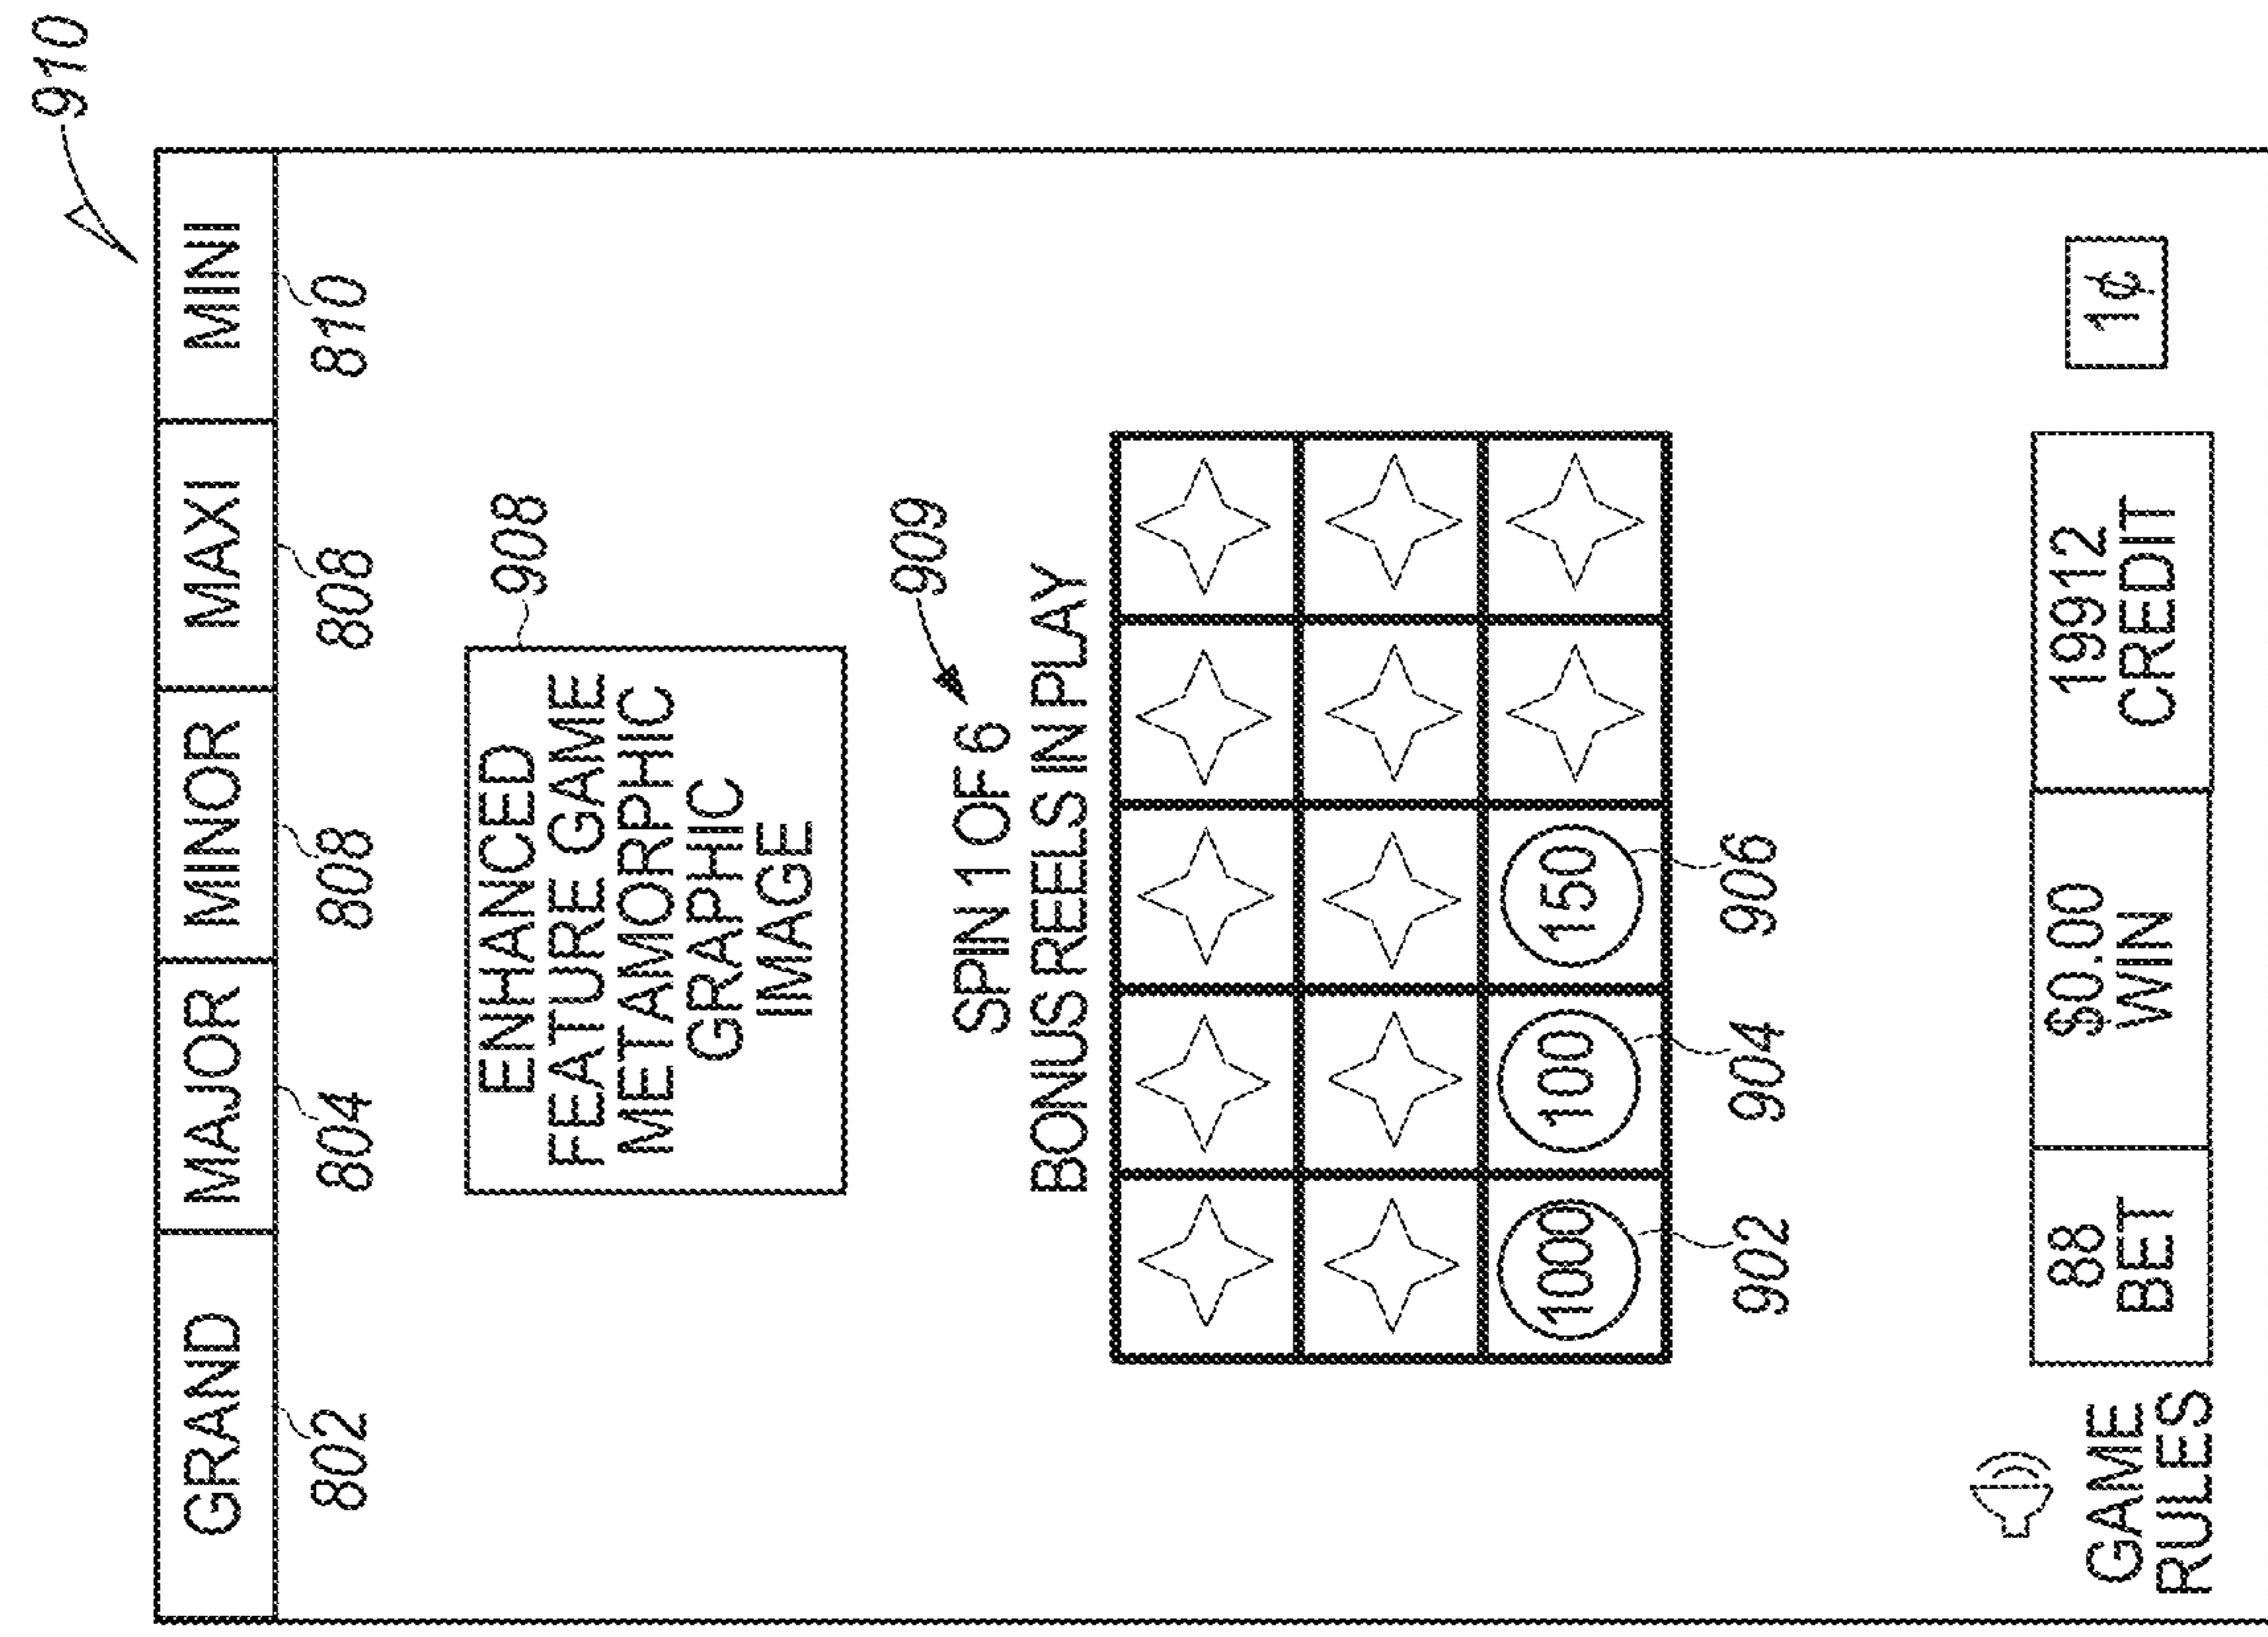 910
GRAND MAJOR MINOR MAXI MINI
802 804 808 808 810
ENHANCED
FEATURE GAME
METAMORPHIC
GRAPHIC
IMAGE
908
SPIN 1 OF 6
909
BONUS REELS IN PLAY
1000 100 150
902 904 906
GAME
RULES
88
BET
$0.00
WIN
19912
CREDIT
1¢